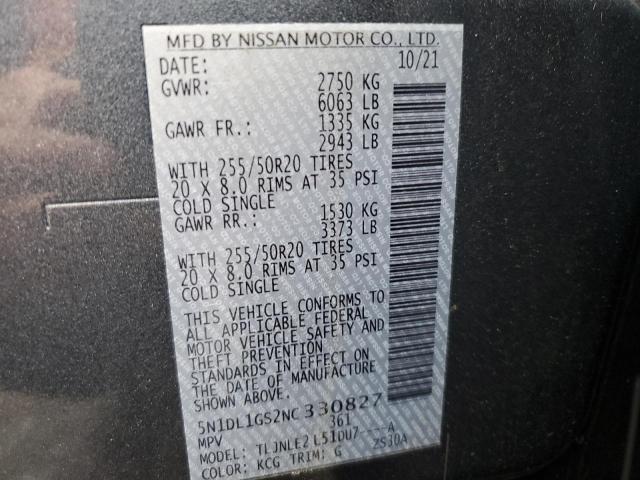 MFD BY NISSAN MOTOR CO., LTD.
DATE: 10/21
GVWR: 2750 KG
6063 LB
GAWR FR.: 1335 KG
2943 LB
WITH 255/50R20 TIRES
20 X 8.0 RIMS AT 35 PSI
COLD SINGLE
GAWR RR.: 1530 KG
3373 LB
WITH 255/50R20 TIRES
20 X 8.0 RIMS AT 35 PSI
COLD SINGLE
THIS VEHICLE CONFORMS TO
ALL APPLICABLE FEDERAL
MOTOR VEHICLE SAFETY AND
THEFT PREVENTION
STANDARDS IN EFFECT ON
THE DATE OF MANUFACTURE
SHOWN ABOVE.
5N1DL1GS2NC330827
MPV 361
MODEL: TLJNLE2 L51DU7----A
COLOR: KCG TRIM: G ZS30A